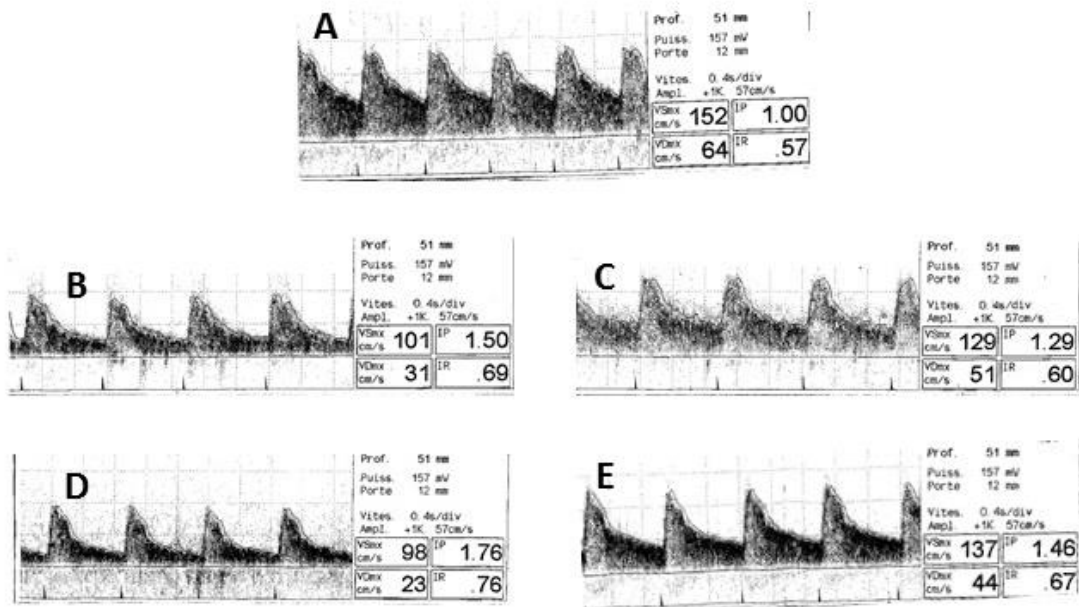 A
Prof. 51 mm
Puiss. 157 mW
Porte 12 mm
Vites. 0.4s/div
Ampl. +1K 57cm/s
VSmx cm/s 152 IP 1.00
VDmx cm/s 64 IR .57
B
Prof. 51 mm
Puiss. 157 mW
Porte 12 mm
Vites. 0.4s/div
Ampl. +1K 57cm/s
VSmx cm/s 101 IP 1.50
VDmx cm/s 31 IR .69
C
Prof. 51 mm
Puiss. 157 mW
Porte 12 mm
Vites. 0.4s/div
Ampl. +1K 57cm/s
VSmx cm/s 129 IP 1.29
VDmx cm/s 51 IR .60
D
Prof. 51 mm
Puiss. 157 mW
Porte 12 mm
Vites. 0.4s/div
Ampl. +1K 57cm/s
VSmx cm/s 98 IP 1.76
VDmx cm/s 23 IR .76
E
Prof. 51 mm
Puiss. 157 mW
Porte 12 mm
Vites. 0.4s/div
Ampl. +1K 57cm/s
VSmx cm/s 137 IP 1.46
VDmx cm/s 44 IR .67